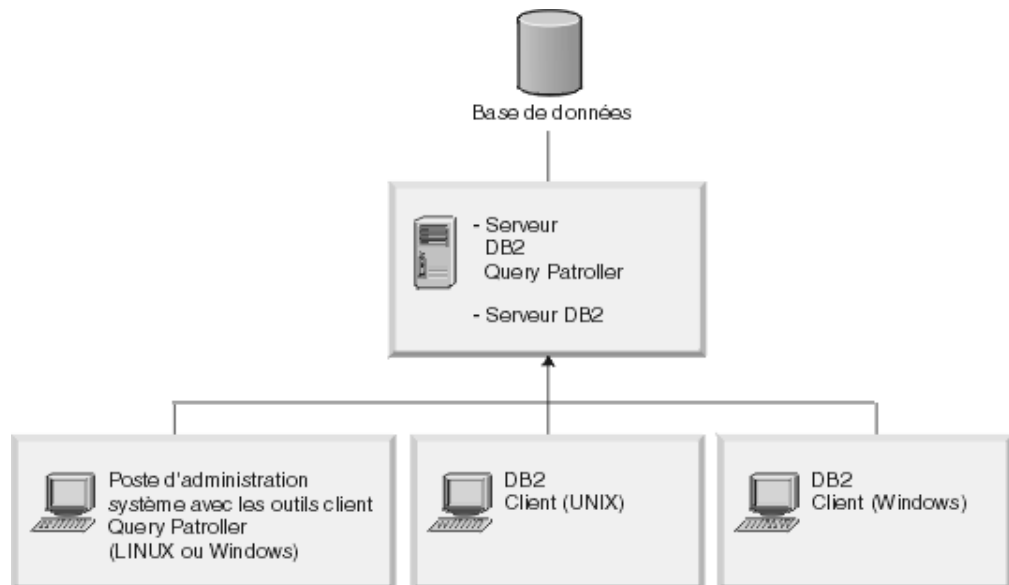 Base de données
- Serveur
DB2
Query Patroller
- Serveur DB2
Poste d'administration
système avec les outils client
Query Patroller
(LINUX ou Windows)
DB2
Client (UNIX)
DB2
Client (Windows)